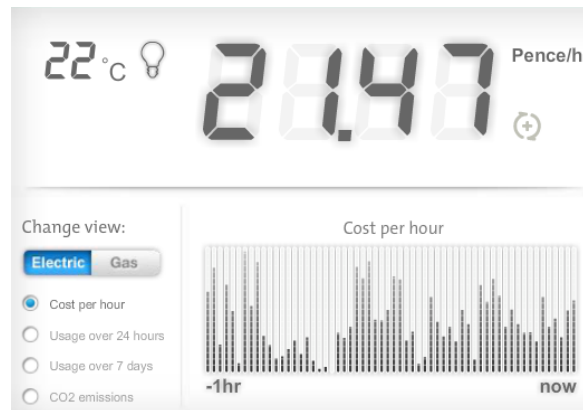 22 °C
21.47
Pence/h
Change view:
Electric Gas
Cost per hour
Usage over 24 hours
Usage over 7 days
CO2 emissions
Cost per hour
-1hr now